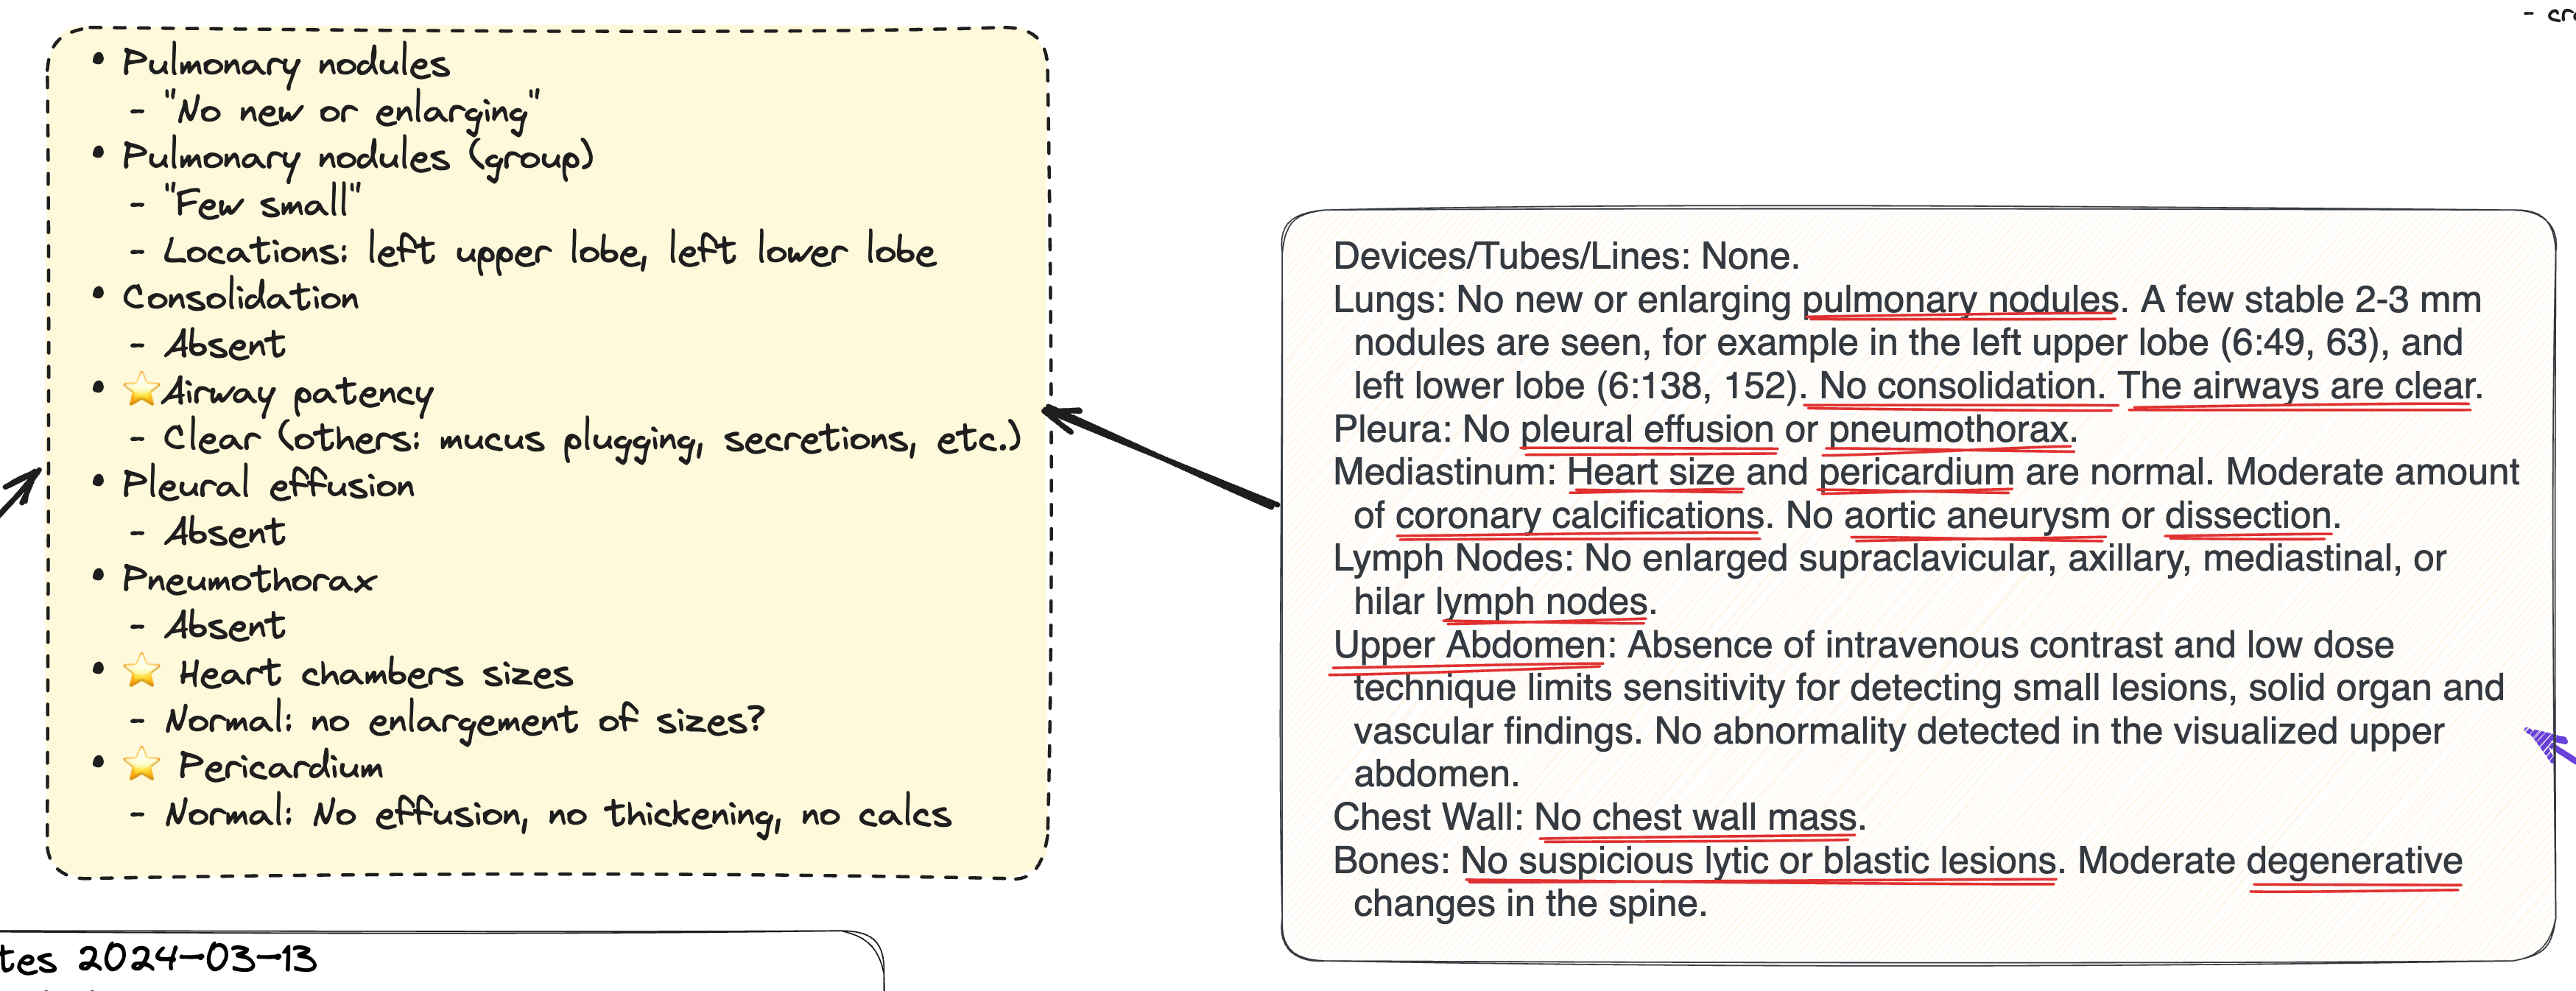 • Pulmonary nodules
- "No new or enlarging"
• Pulmonary nodules (group)
- "Few small"
- Locations: left upper lobe, left lower lobe
• Consolidation
- Absent
• ⭐Airway patency
- Clear (others: mucus plugging, secretions, etc.)
• Pleural effusion
- Absent
• Pneumothorax
- Absent
• ⭐ Heart chambers sizes
- Normal: no enlargement of sizes?
• ⭐ Pericardium
- Normal: No effusion, no thickening, no calcs
Devices/Tubes/Lines: None.
Lungs: No new or enlarging pulmonary nodules. A few stable 2-3 mm
nodules are seen, for example in the left upper lobe (6:49, 63), and
left lower lobe (6:138, 152). No consolidation. The airways are clear.
Pleura: No pleural effusion or pneumothorax.
Mediastinum: Heart size and pericardium are normal. Moderate amount
of coronary calcifications. No aortic aneurysm or dissection.
Lymph Nodes: No enlarged supraclavicular, axillary, mediastinal, or
hilar lymph nodes.
Upper Abdomen: Absence of intravenous contrast and low dose
technique limits sensitivity for detecting small lesions, solid organ and
vascular findings. No abnormality detected in the visualized upper
abdomen.
Chest Wall: No chest wall mass.
Bones: No suspicious lytic or blastic lesions. Moderate degenerative
changes in the spine.
tes 2024-03-13